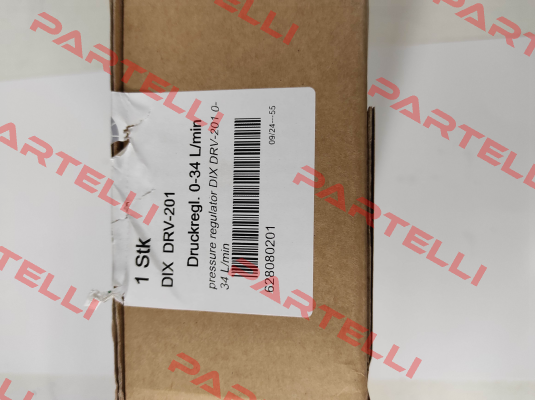 1 Stk
DIX DRV-201
Druckregl. 0-34 L/min
pressure regulator DIX DRV-201 0-
34 L/min
628080201
09/24---55
PARTELLI
PARTELLI
PARTELLI
PARTELLI
PARTELLI
PARTELLI